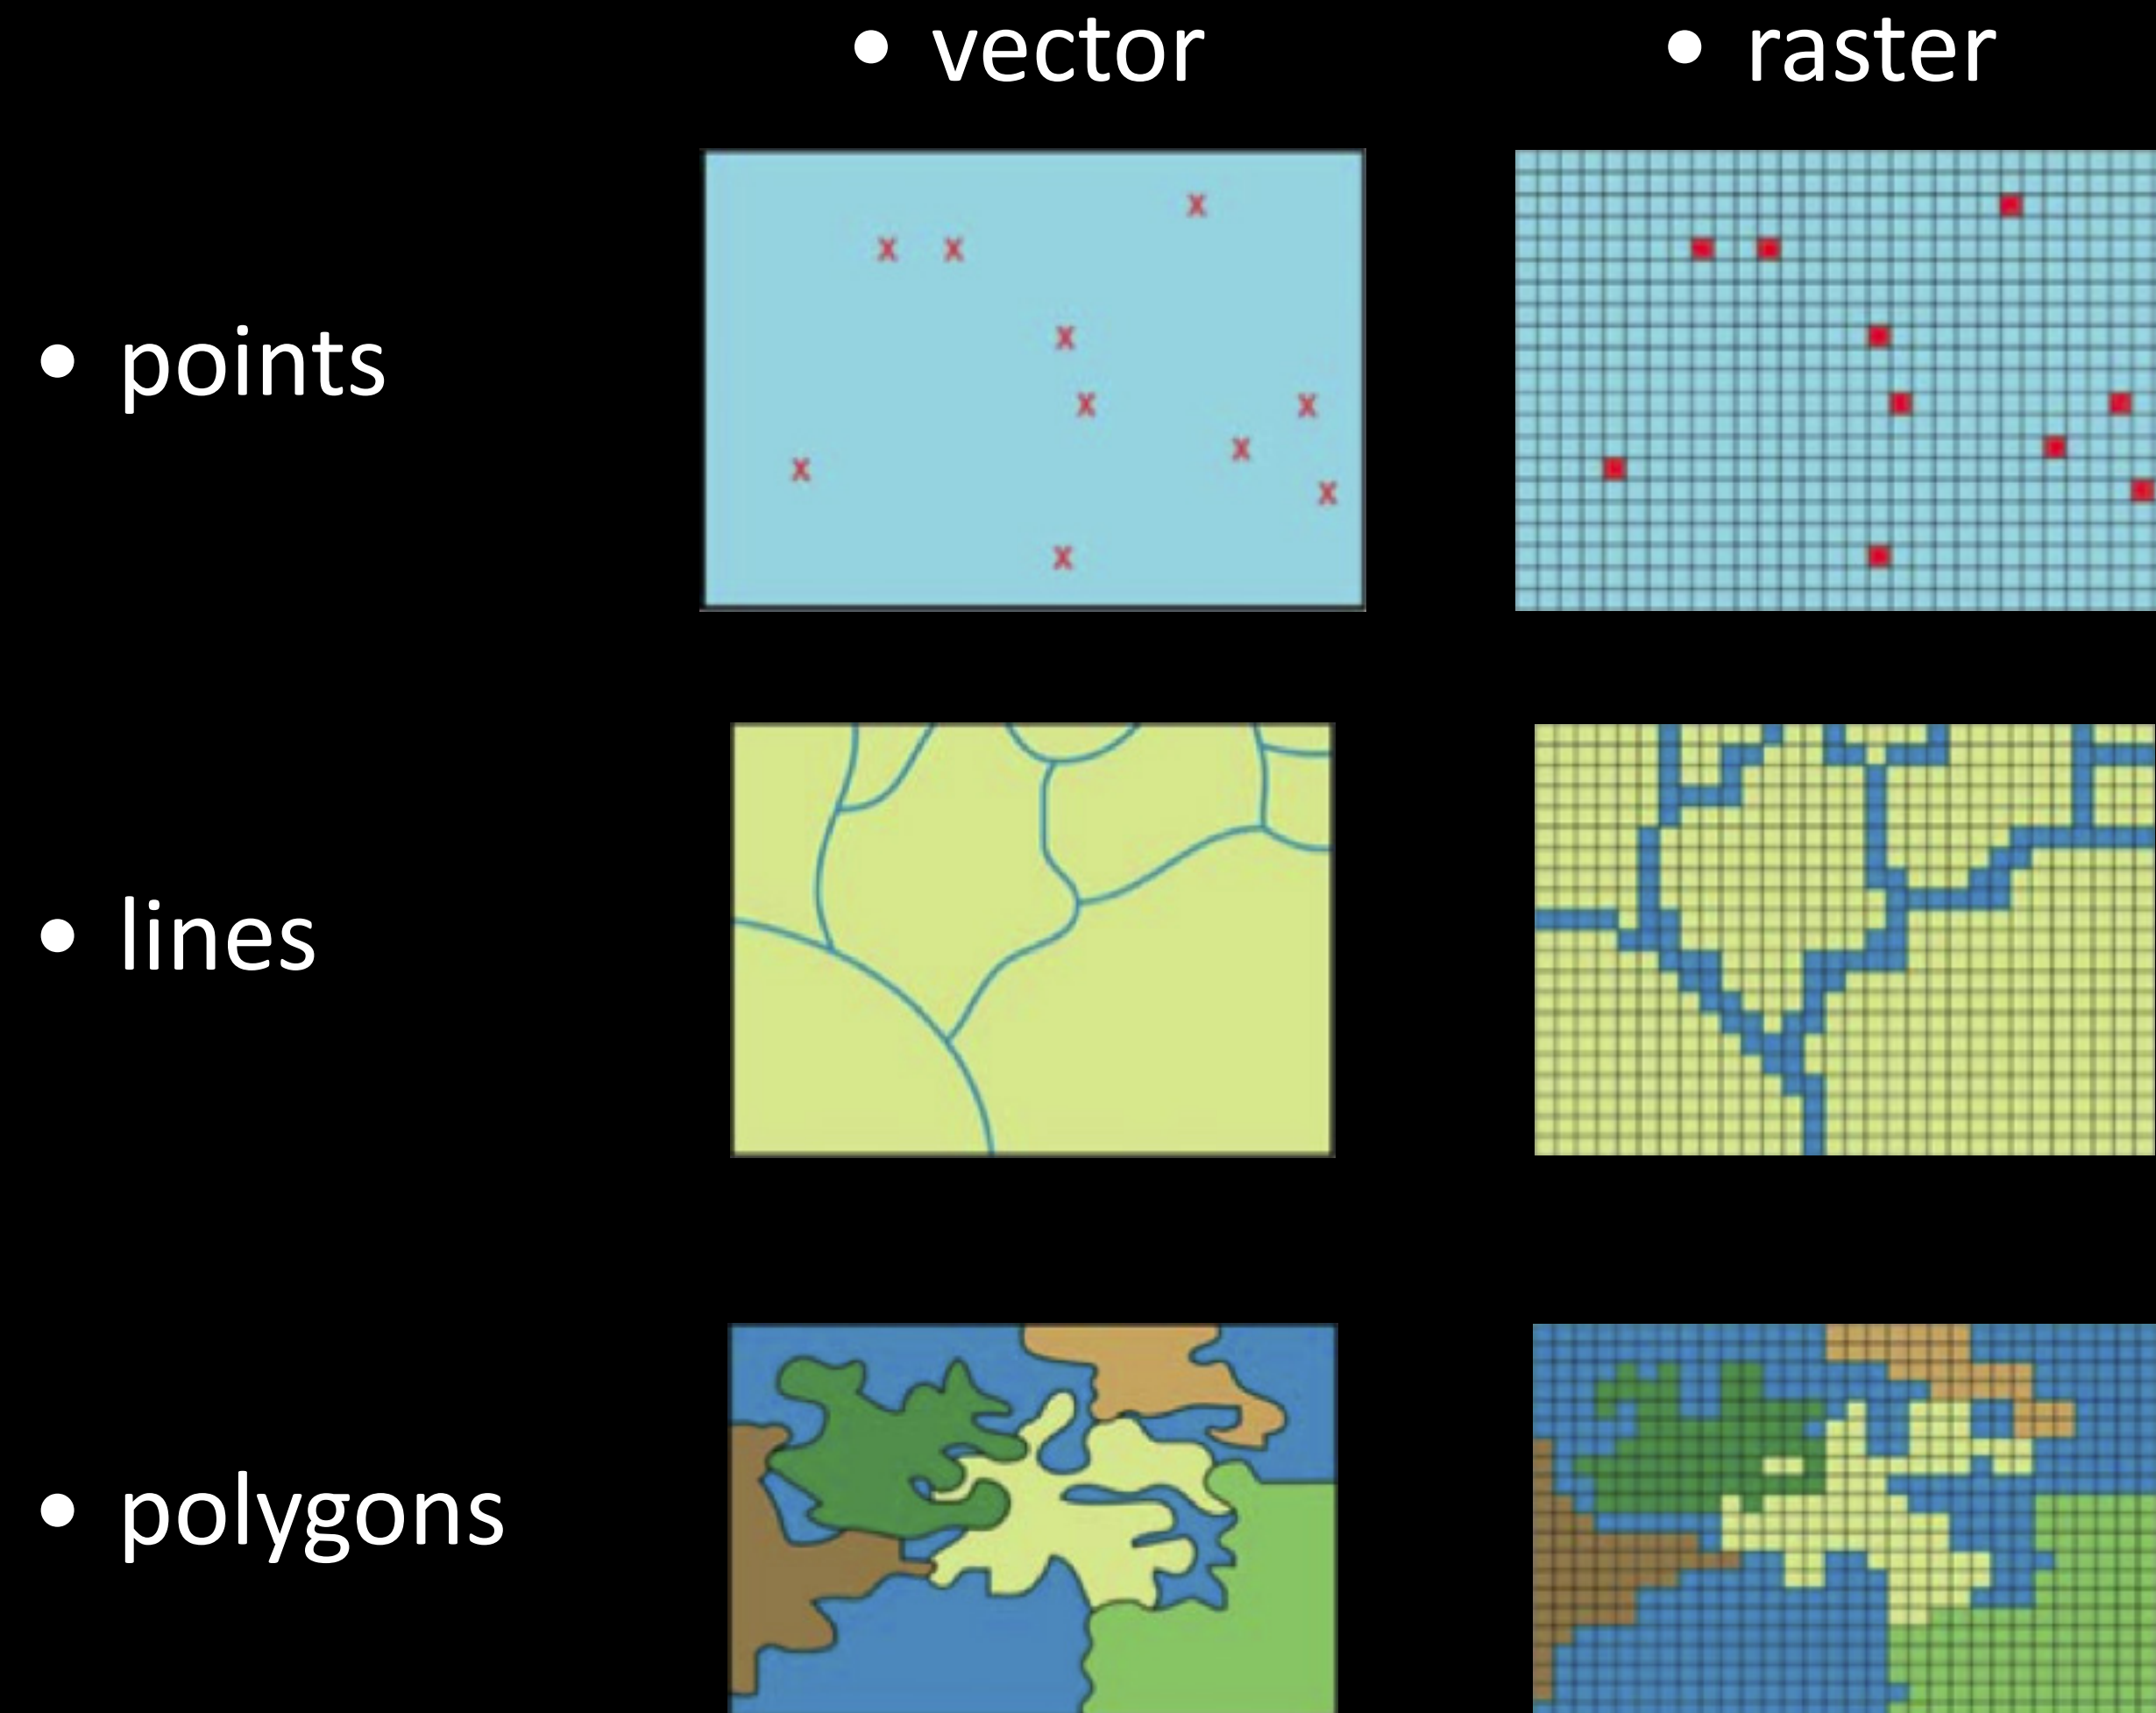 • vector
• raster
• points
• lines
• polygons